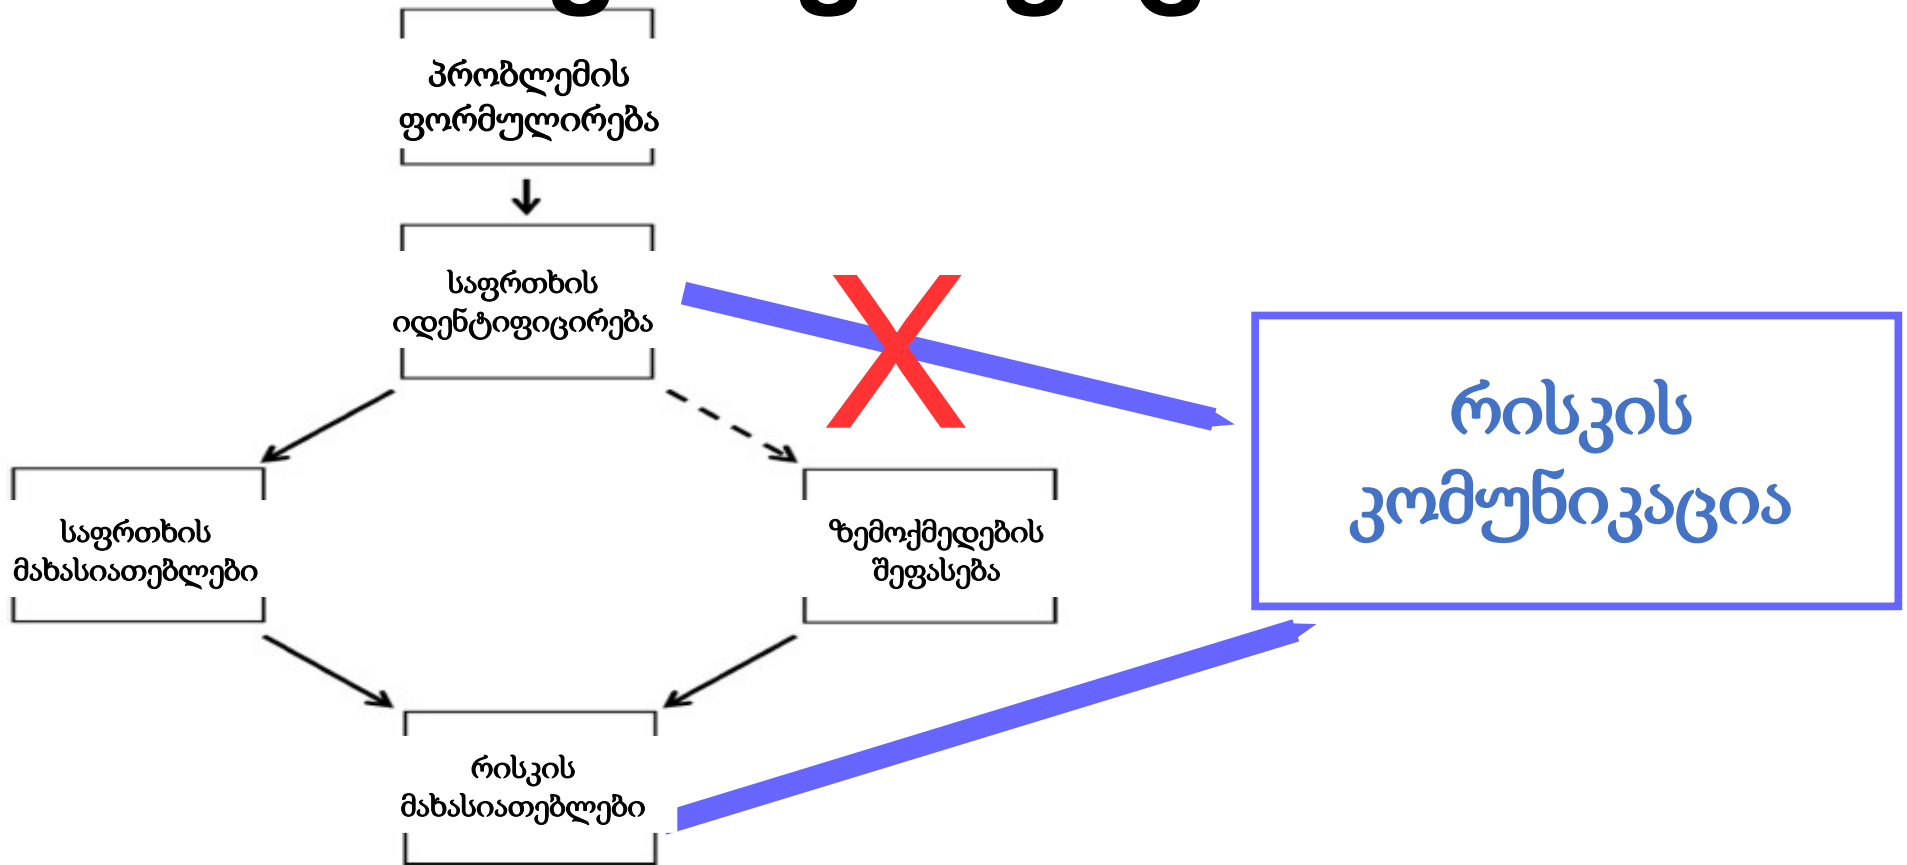 პრობლემის
ფორმულირება
საფრთხის
იდენტიფიცირება
X
რისკის
კომუნიკაცია
საფრთხის
მახასიათებლები
ზემოქმედების
შეფასება
რისკის
მახასიათებლები